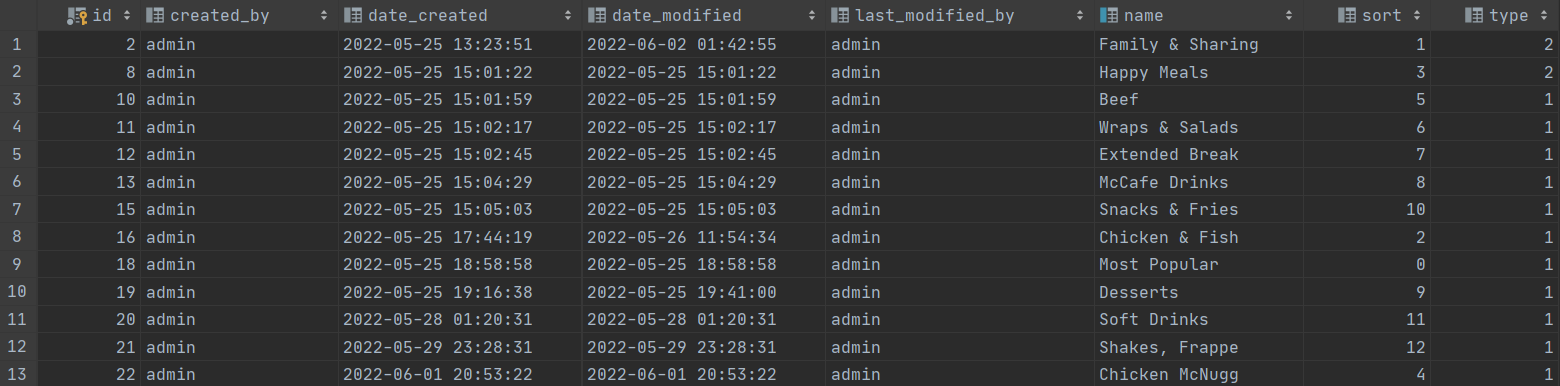 id created_by date_created date_modified last_modified_by name sort type
1 2 admin 2022-05-25 13:23:51 2022-06-02 01:42:55 admin Family & Sharing 1 2
2 8 admin 2022-05-25 15:01:22 2022-05-25 15:01:22 admin Happy Meals 3 2
3 10 admin 2022-05-25 15:01:59 2022-05-25 15:01:59 admin Beef 5 1
4 11 admin 2022-05-25 15:02:17 2022-05-25 15:02:17 admin Wraps & Salads 6 1
5 12 admin 2022-05-25 15:02:45 2022-05-25 15:02:45 admin Extended Break 7 1
6 13 admin 2022-05-25 15:04:29 2022-05-25 15:04:29 admin McCafe Drinks 8 1
7 15 admin 2022-05-25 15:05:03 2022-05-25 15:05:03 admin Snacks & Fries 10 1
8 16 admin 2022-05-25 17:44:19 2022-05-26 11:54:34 admin Chicken & Fish 2 1
9 18 admin 2022-05-25 18:58:58 2022-05-25 18:58:58 admin Most Popular 0 1
10 19 admin 2022-05-25 19:16:38 2022-05-25 19:41:00 admin Desserts 9 1
11 20 admin 2022-05-28 01:20:31 2022-05-28 01:20:31 admin Soft Drinks 11 1
12 21 admin 2022-05-29 23:28:31 2022-05-29 23:28:31 admin Shakes, Frappe 12 1
13 22 admin 2022-06-01 20:53:22 2022-06-01 20:53:22 admin Chicken McNugg 4 1